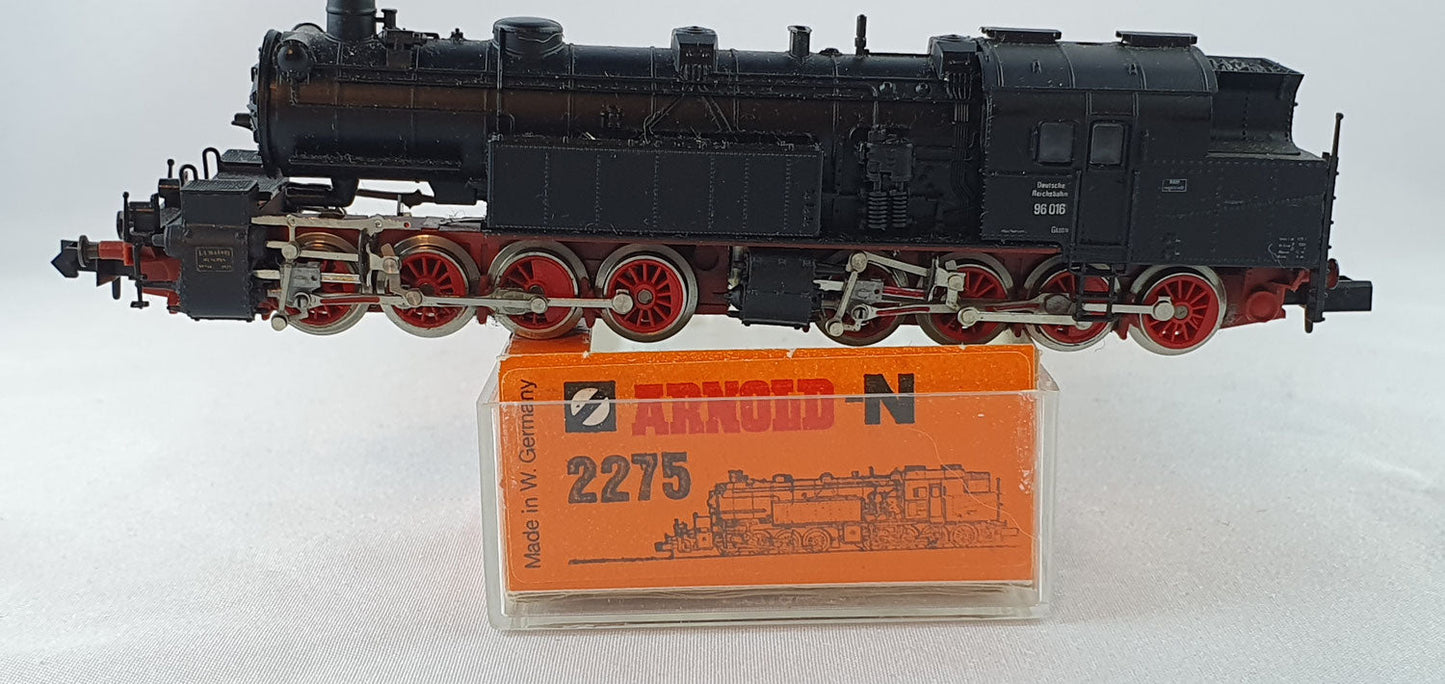 Deutsche
Reichsbahn
96 016
ARNOLD-N
2275
Made in W. Germany